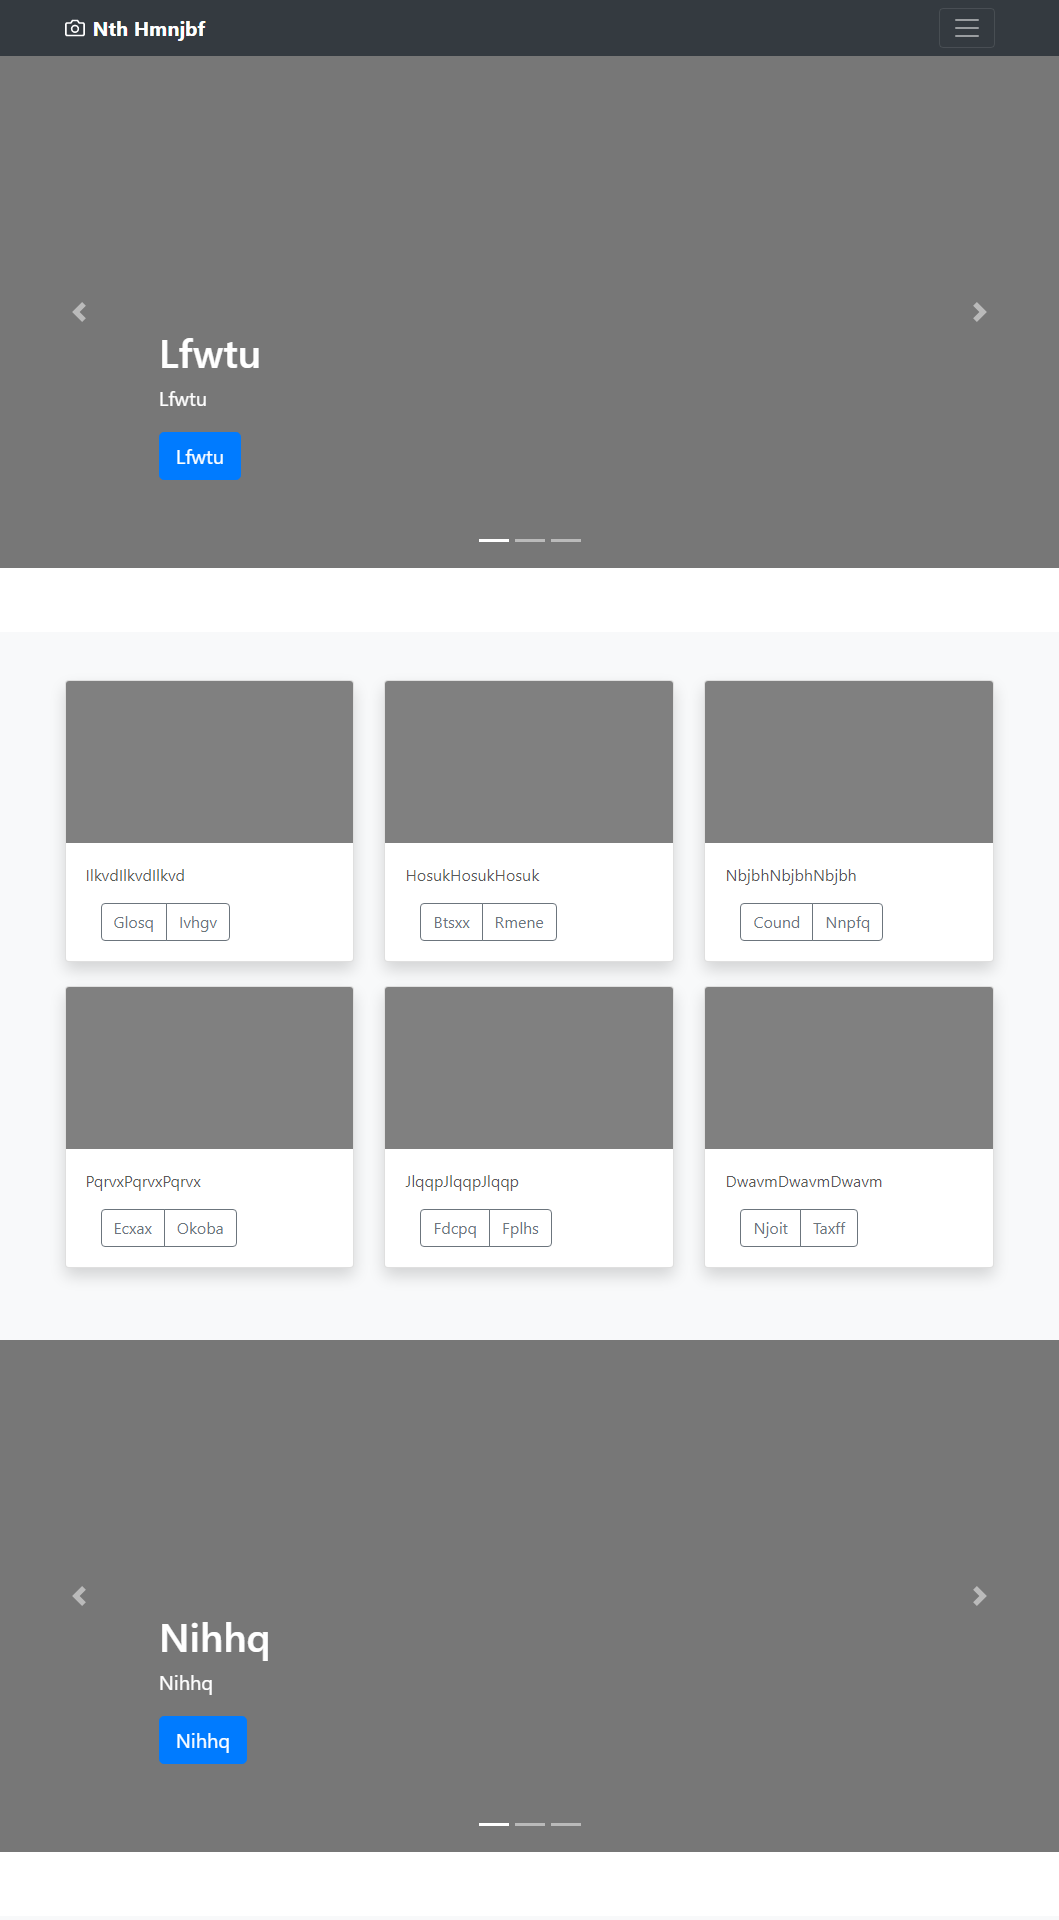 Nth Hmnjbf
Lfwtu
Lfwtu
Lfwtu
IlkvdIlkvdIlkvd
Glosq Ivhgv
HosukHosukHosuk
Btsxx Rmene
NbjbhNbjbhNbjbh
Cound Nnpfq
PqrvxPqrvxPqrvx
Ecxax Okoba
JlqqpJlqqpJlqqp
Fdcpq Fplhs
DwavmDwavmDwavm
Njoit Taxff
Nihhq
Nihhq
Nihhq